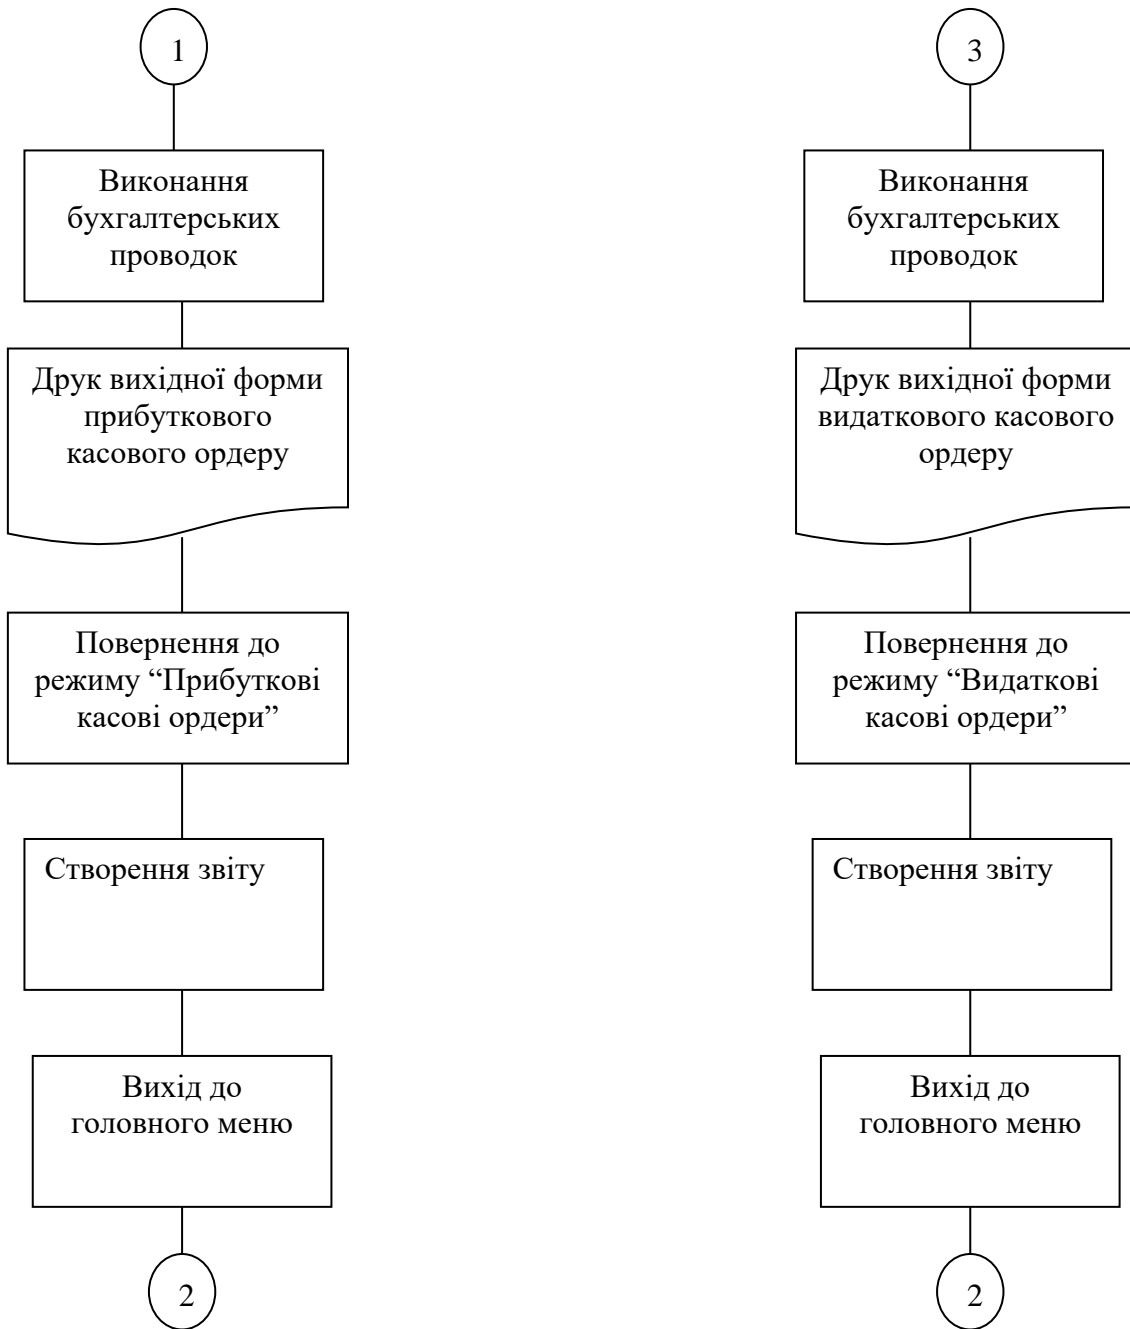 1
Виконання
бухгалтерських
проводок
Друк вихідної форми
прибуткового
касового ордеру
Повернення до
режиму “Прибуткові
касові ордери”
Створення звіту
Вихід до
головного меню
2
3
Виконання
бухгалтерських
проводок
Друк вихідної форми
видаткового касового
ордеру
Повернення до
режиму “Видаткові
касові ордери”
Створення звіту
Вихід до
головного меню
2